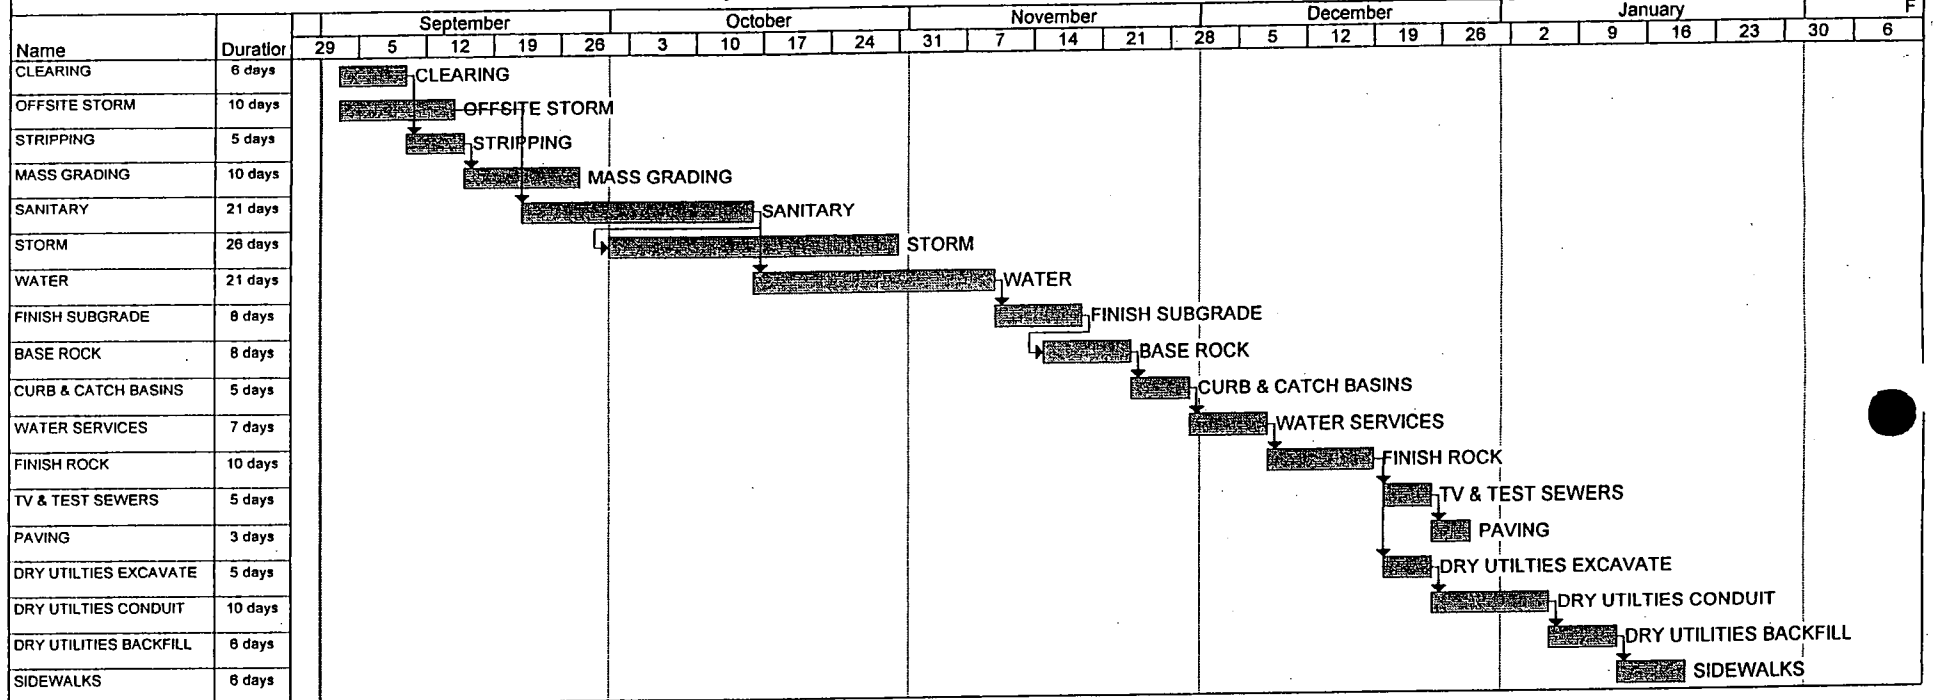 September October November December January F
Name Duration 29 5 12 19 26 3 10 17 24 31 7 14 21 28 5 12 19 26 2 9 16 23 30 6
CLEARING 6 days CLEARING
OFFSITE STORM 10 days OFFSITE STORM
STRIPPING 5 days STRIPPING
MASS GRADING 10 days MASS GRADING
SANITARY 21 days SANITARY
STORM 26 days STORM
WATER 21 days WATER
FINISH SUBGRADE 8 days FINISH SUBGRADE
BASE ROCK 8 days BASE ROCK
CURB & CATCH BASINS 5 days CURB & CATCH BASINS
WATER SERVICES 7 days WATER SERVICES
FINISH ROCK 10 days FINISH ROCK
TV & TEST SEWERS 5 days TV & TEST SEWERS
PAVING 3 days PAVING
DRY UTILTIES EXCAVATE 5 days DRY UTILTIES EXCAVATE
DRY UTILTIES CONDUIT 10 days DRY UTILTIES CONDUIT
DRY UTILITIES BACKFILL 6 days DRY UTILITIES BACKFILL
SIDEWALKS 6 days SIDEWALKS